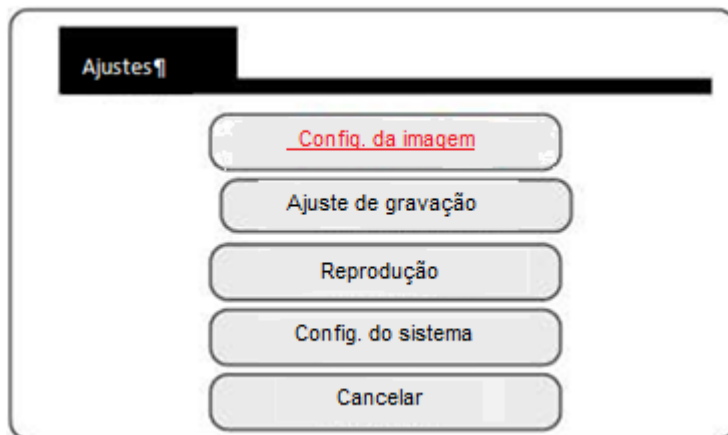 Ajustes¶
Config. da imagem
Ajuste de gravação
Reprodução
Config. do sistema
Cancelar